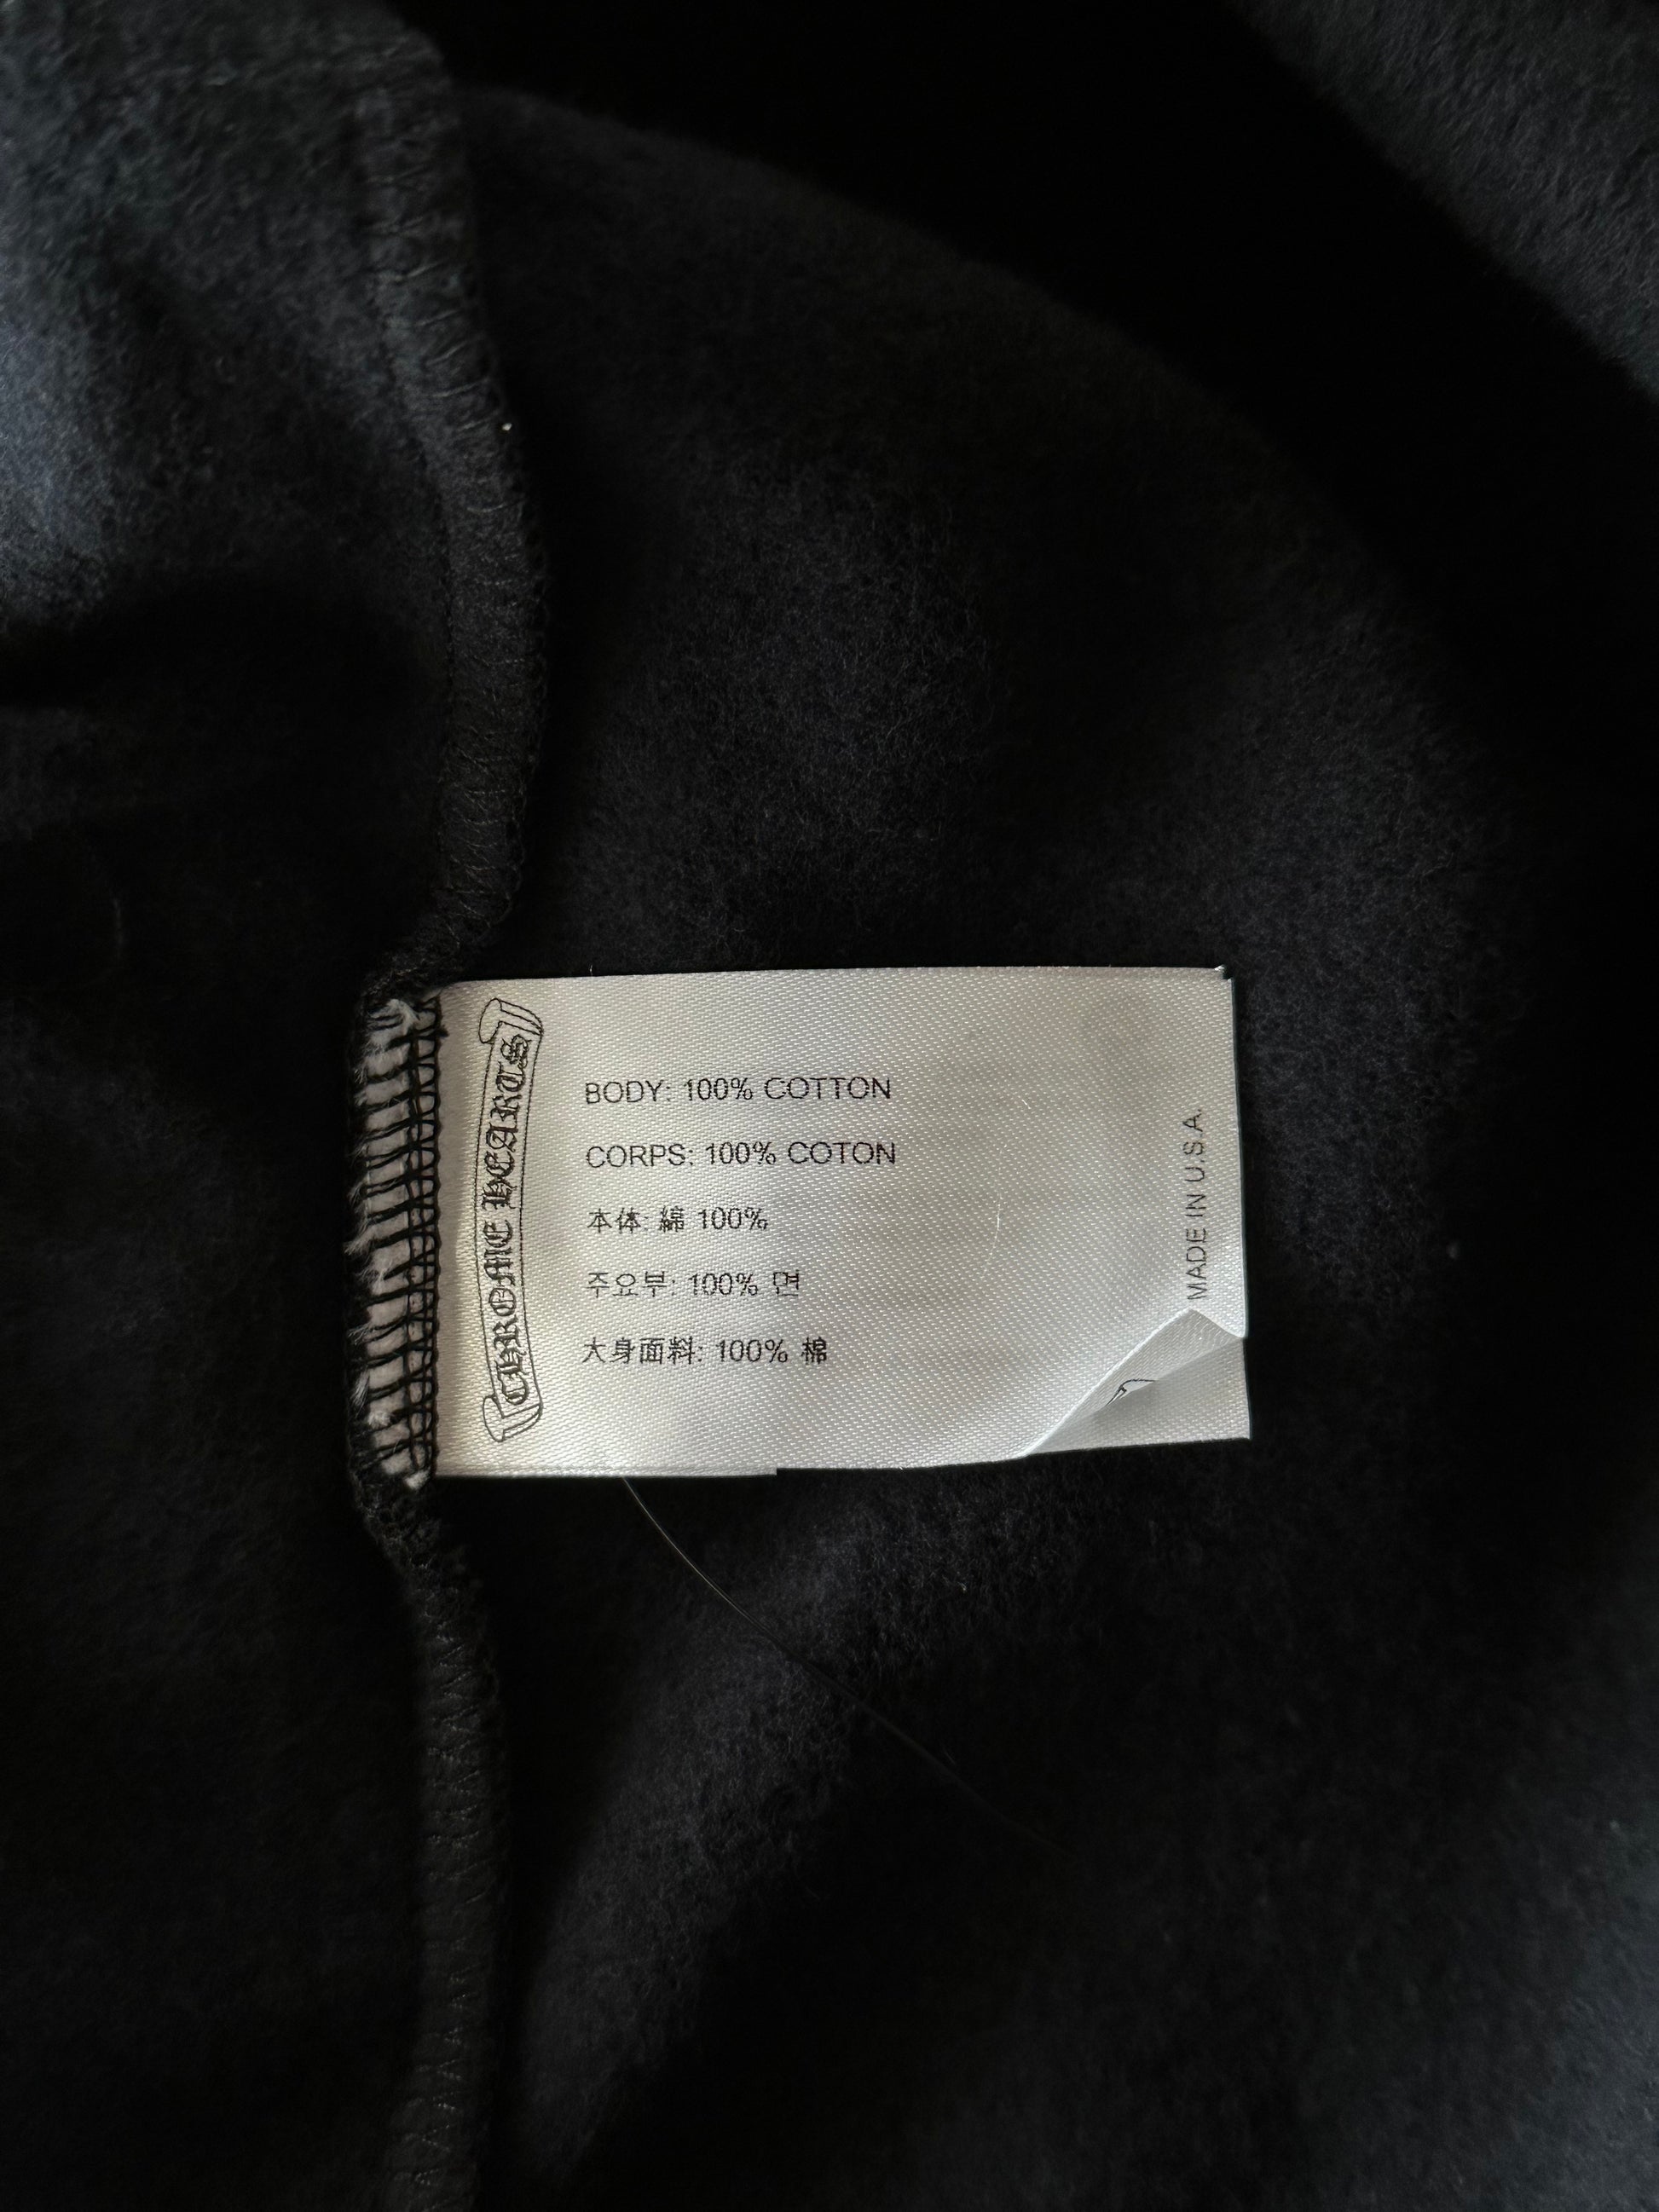 CHROME HEARTS
BODY: 100% COTTON
CORPS: 100% COTON
本体: 綿 100%
주요부: 100% 면
大身面料: 100% 棉
MADE IN U.S.A.